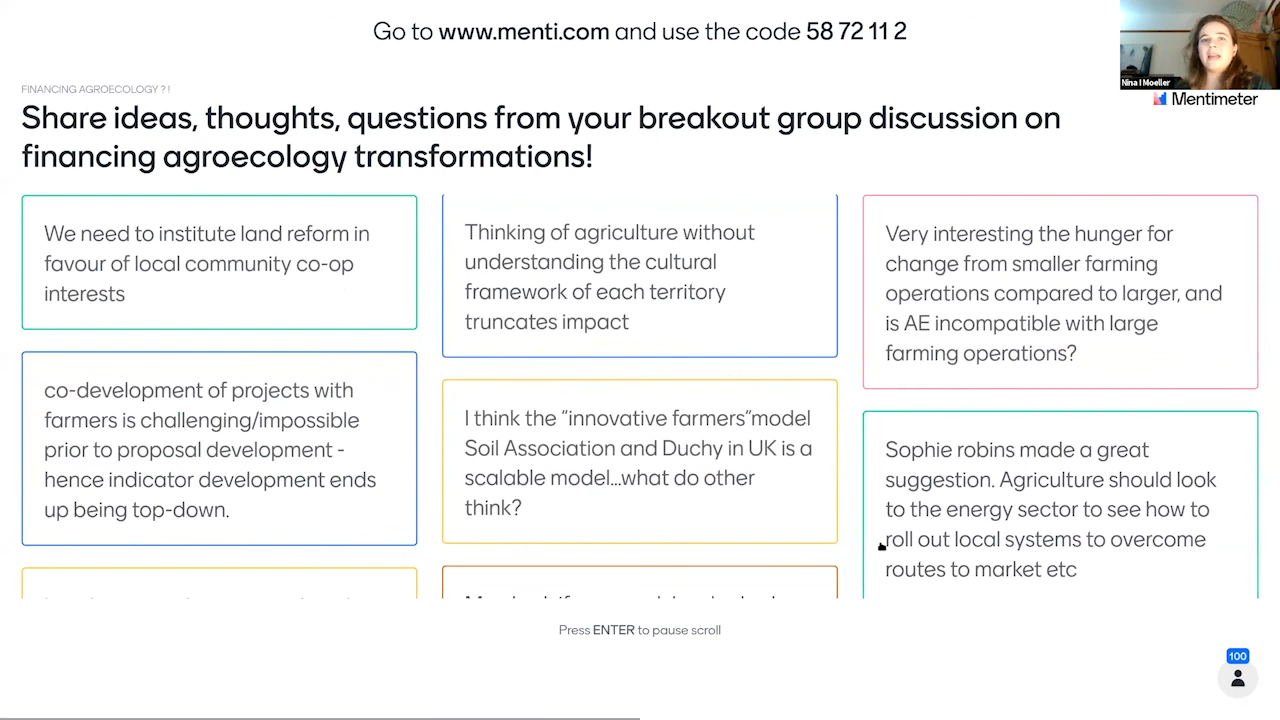 Go to www.menti.com and use the code 58 72 11 2
Nina I Moeller
Mentimeter
FINANCING AGROECOLOGY ? !
Share ideas, thoughts, questions from your breakout group discussion on
financing agroecology transformations!
We need to institute land reform in
favour of local community co-op
interests
co-development of projects with
farmers is challenging/impossible
prior to proposal development -
hence indicator development ends
up being top-down.
Thinking of agriculture without
understanding the cultural
framework of each territory
truncates impact
I think the “innovative farmers“model
Soil Association and Duchy in UK is a
scalable model...what do other
think?
Very interesting the hunger for
change from smaller farming
operations compared to larger, and
is AE incompatible with large
farming operations?
Sophie robins made a great
suggestion. Agriculture should look
to the energy sector to see how to
roll out local systems to overcome
routes to market etc
Press ENTER to pause scroll
100